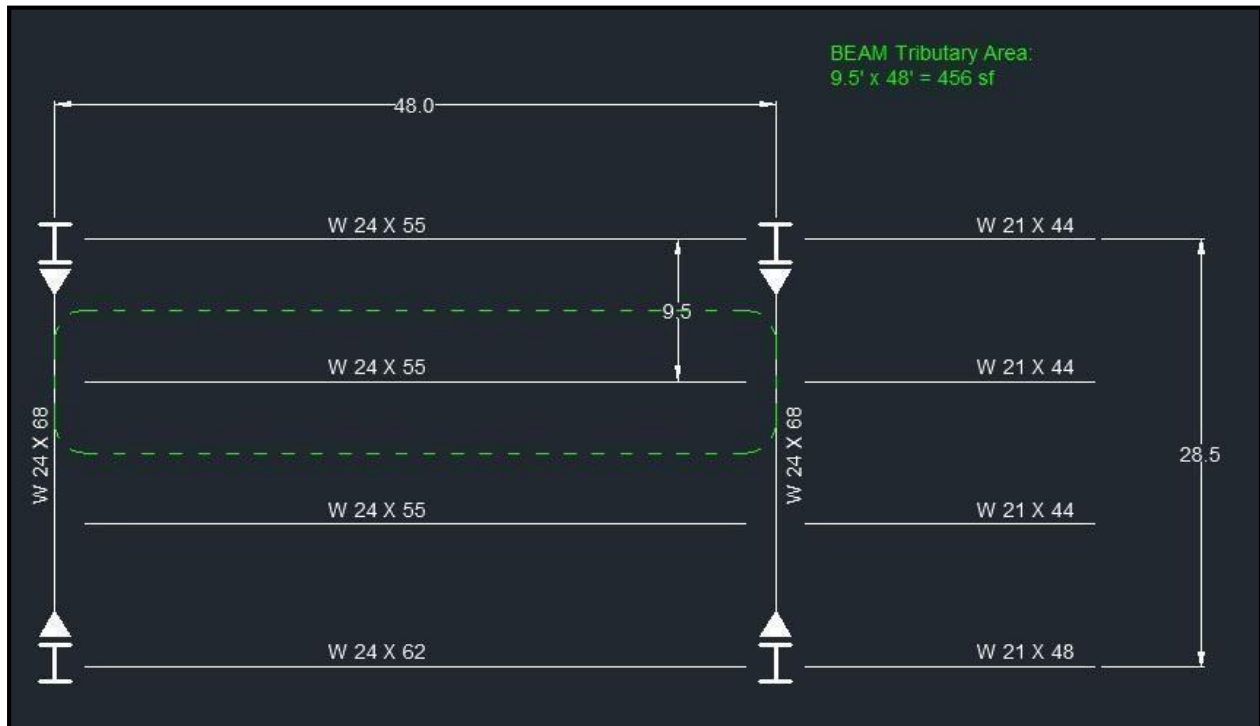 BEAM Tributary Area:
9.5' x 48' = 456 sf
48.0
W 24 X 55
W 21 X 44
9.5
W 24 X 55
W 21 X 44
W 24 X 68
W 24 X 68
28.5
W 24 X 55
W 21 X 44
W 24 X 62
W 21 X 48